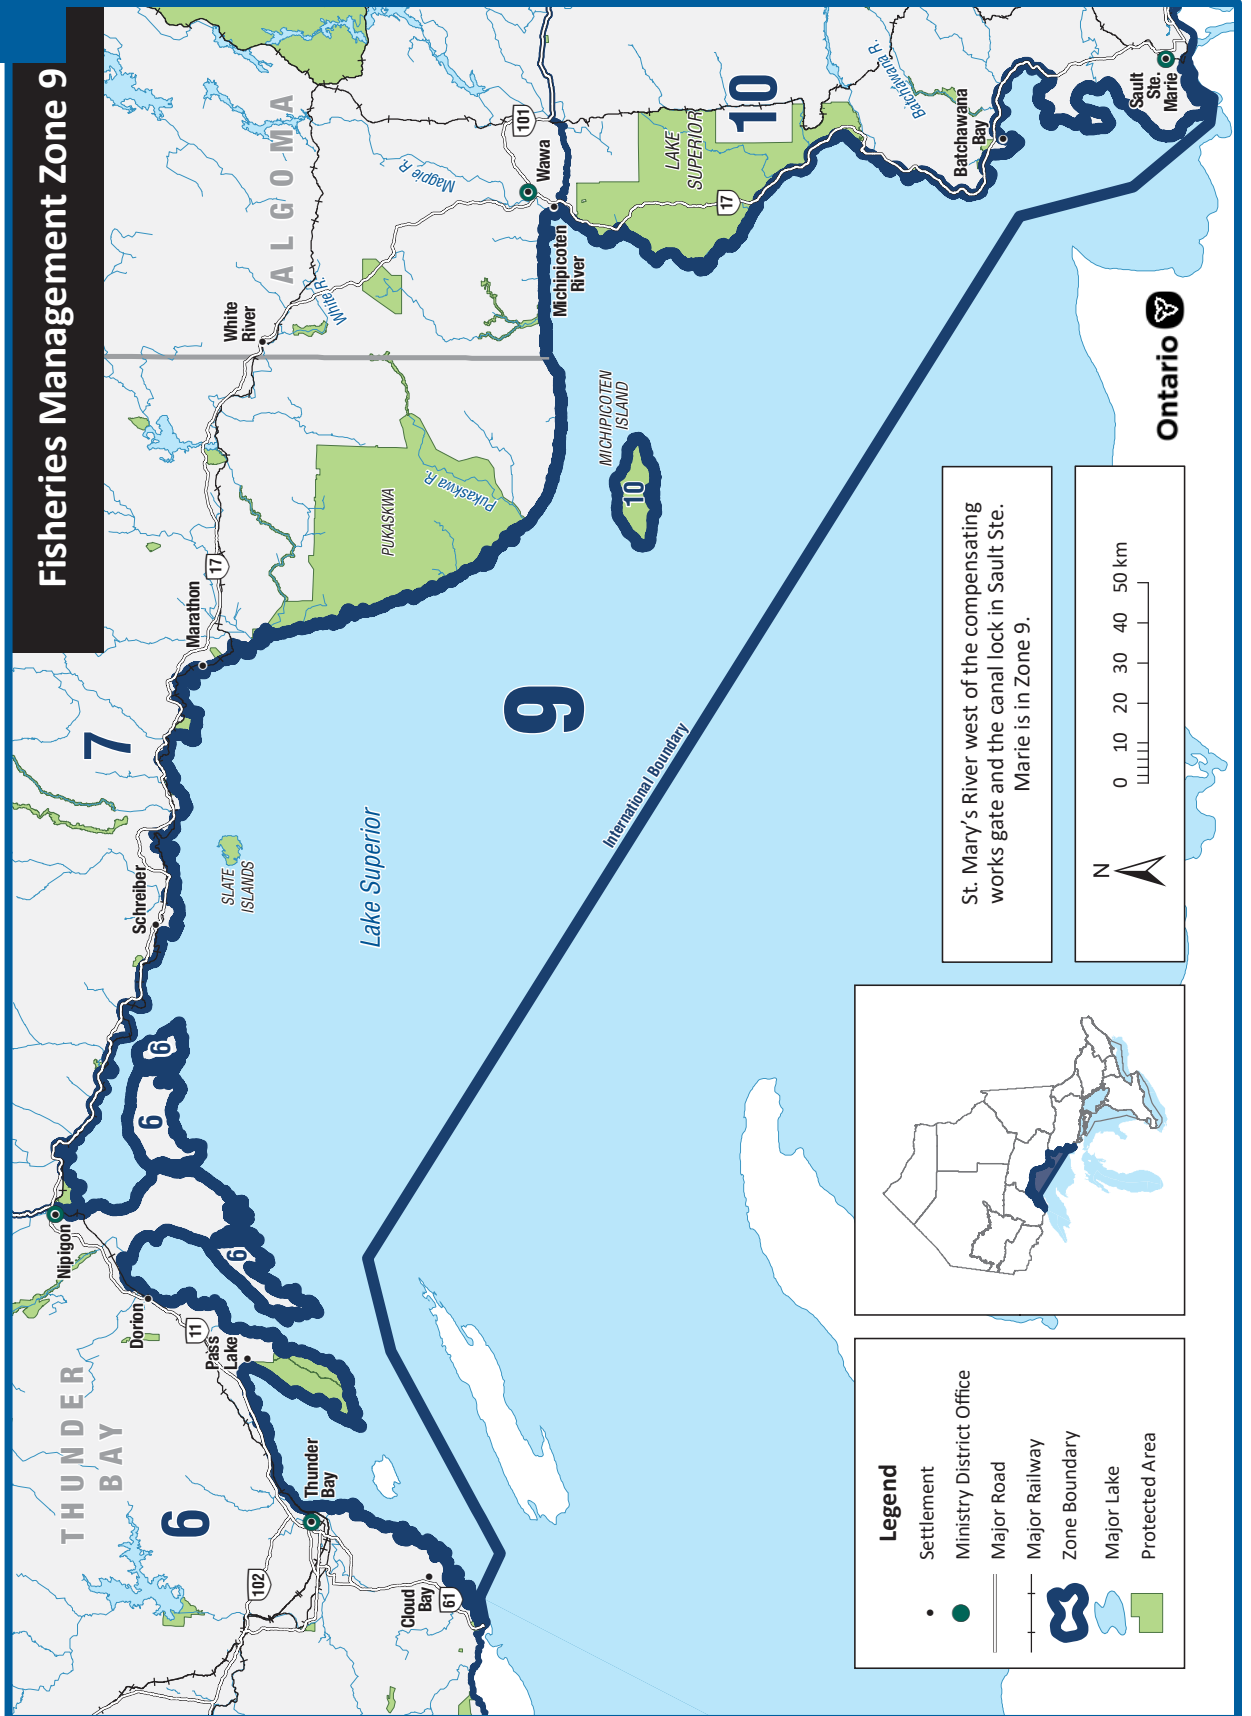 Fisheries Management Zone 9
THUNDER
BAY
ALGOMA
6
7
9
10
10
6
6
6
Nipigon
Dorion
11
Pass
Lake
Thunder
Bay
102
Cloud
Bay
61
Schreiber
SLATE
ISLANDS
Lake Superior
Marathon
17
PUKASKWA
Pukaskwa R.
White
River
White R.
Magpie R.
101
Wawa
Michipicoten
River
MICHIPICOTEN
ISLAND
LAKE
SUPERIOR
17
Batchawana R.
Batchawana
Bay
Sault
Ste.
Marie
International Boundary
Legend
Settlement
Ministry District Office
Major Road
Major Railway
Zone Boundary
Major Lake
Protected Area
St. Mary's River west of the compensating
works gate and the canal lock in Sault Ste.
Marie is in Zone 9.
N
0 10 20 30 40 50 km
Ontario